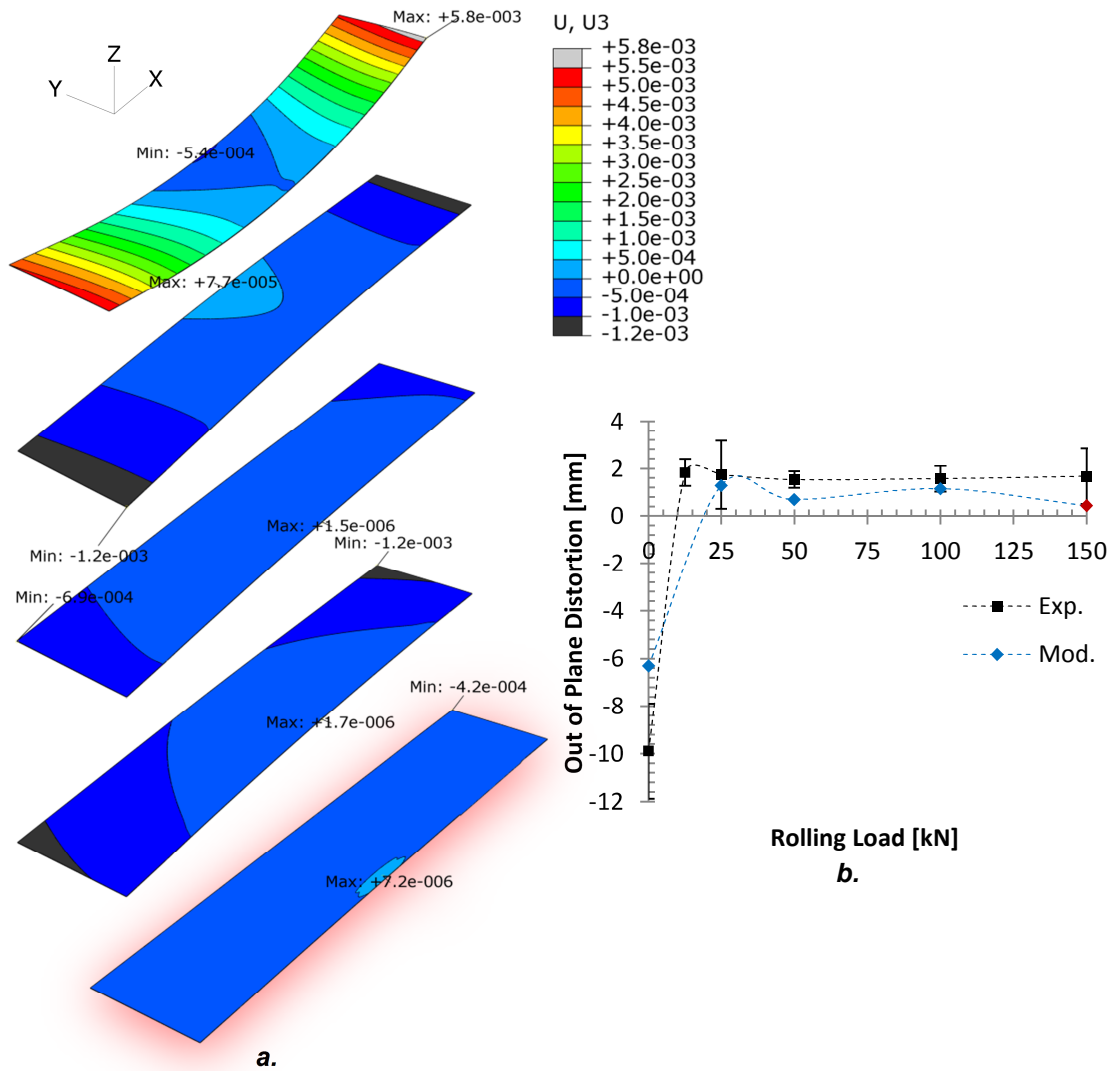 Max: +5.8e-003
U, U3
+5.8e-03
+5.5e-03
+5.0e-03
+4.5e-03
+4.0e-03
+3.5e-03
+3.0e-03
+2.5e-03
+2.0e-03
+1.5e-03
+1.0e-03
+5.0e-04
+0.0e+00
-5.0e-04
-1.0e-03
-1.2e-03
Z
Y
X
Min: -5.4e-004
Max: +7.7e-005
Min: -1.2e-003
Max: +1.5e-006
Min: -6.9e-004
Min: -1.2e-003
Max: +1.7e-006
Min: -4.2e-004
Max: +7.2e-006
a.
Out of Plane Distortion [mm]
4
2
0
-2
-4
-6
-8
-10
-12
0 25 50 75 100 125 150
Exp.
Mod.
Rolling Load [kN]
b.